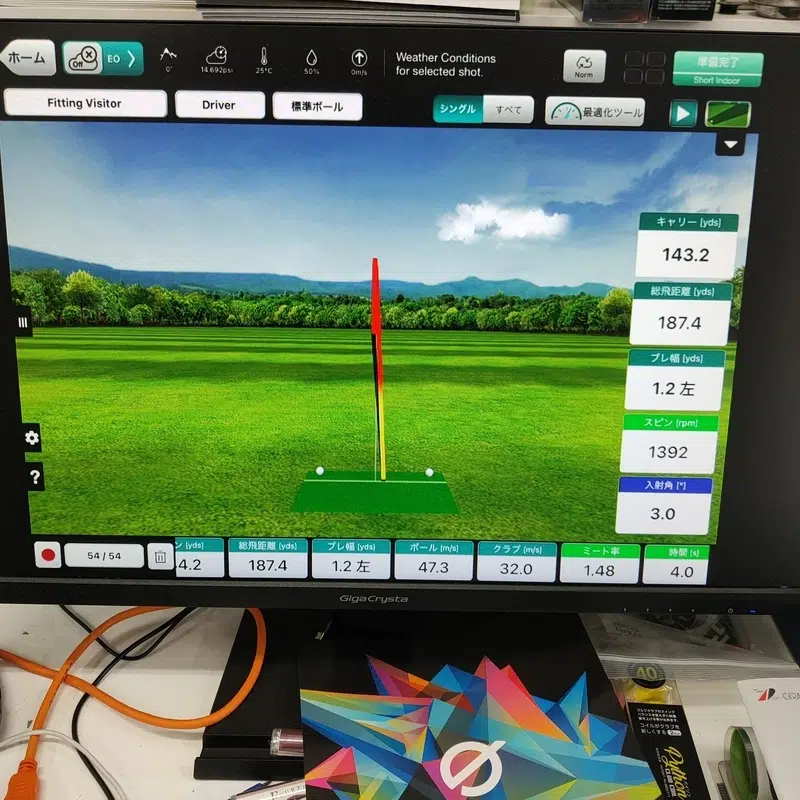 ホーム
Off
EO
0°
14.692psi
25°C
50%
0m/s
Weather Conditions
for selected shot.
Norm
準備完了
Short Indoor
Fitting Visitor
Driver
標準ボール
シングル
すべて
最適化ツール
キャリー [yds]
143.2
総飛距離 [yds]
187.4
ブレ幅 [yds]
1.2 左
スピン [rpm]
1392
入射角 [°]
3.0
?
54 / 54
ン [yds]
4.2
総飛距離 [yds]
187.4
ブレ幅 [yds]
1.2 左
ボール [m/s]
47.3
クラブ [m/s]
32.0
ミート率
1.48
時間 [s]
4.0
GigaCrysta
40
Python